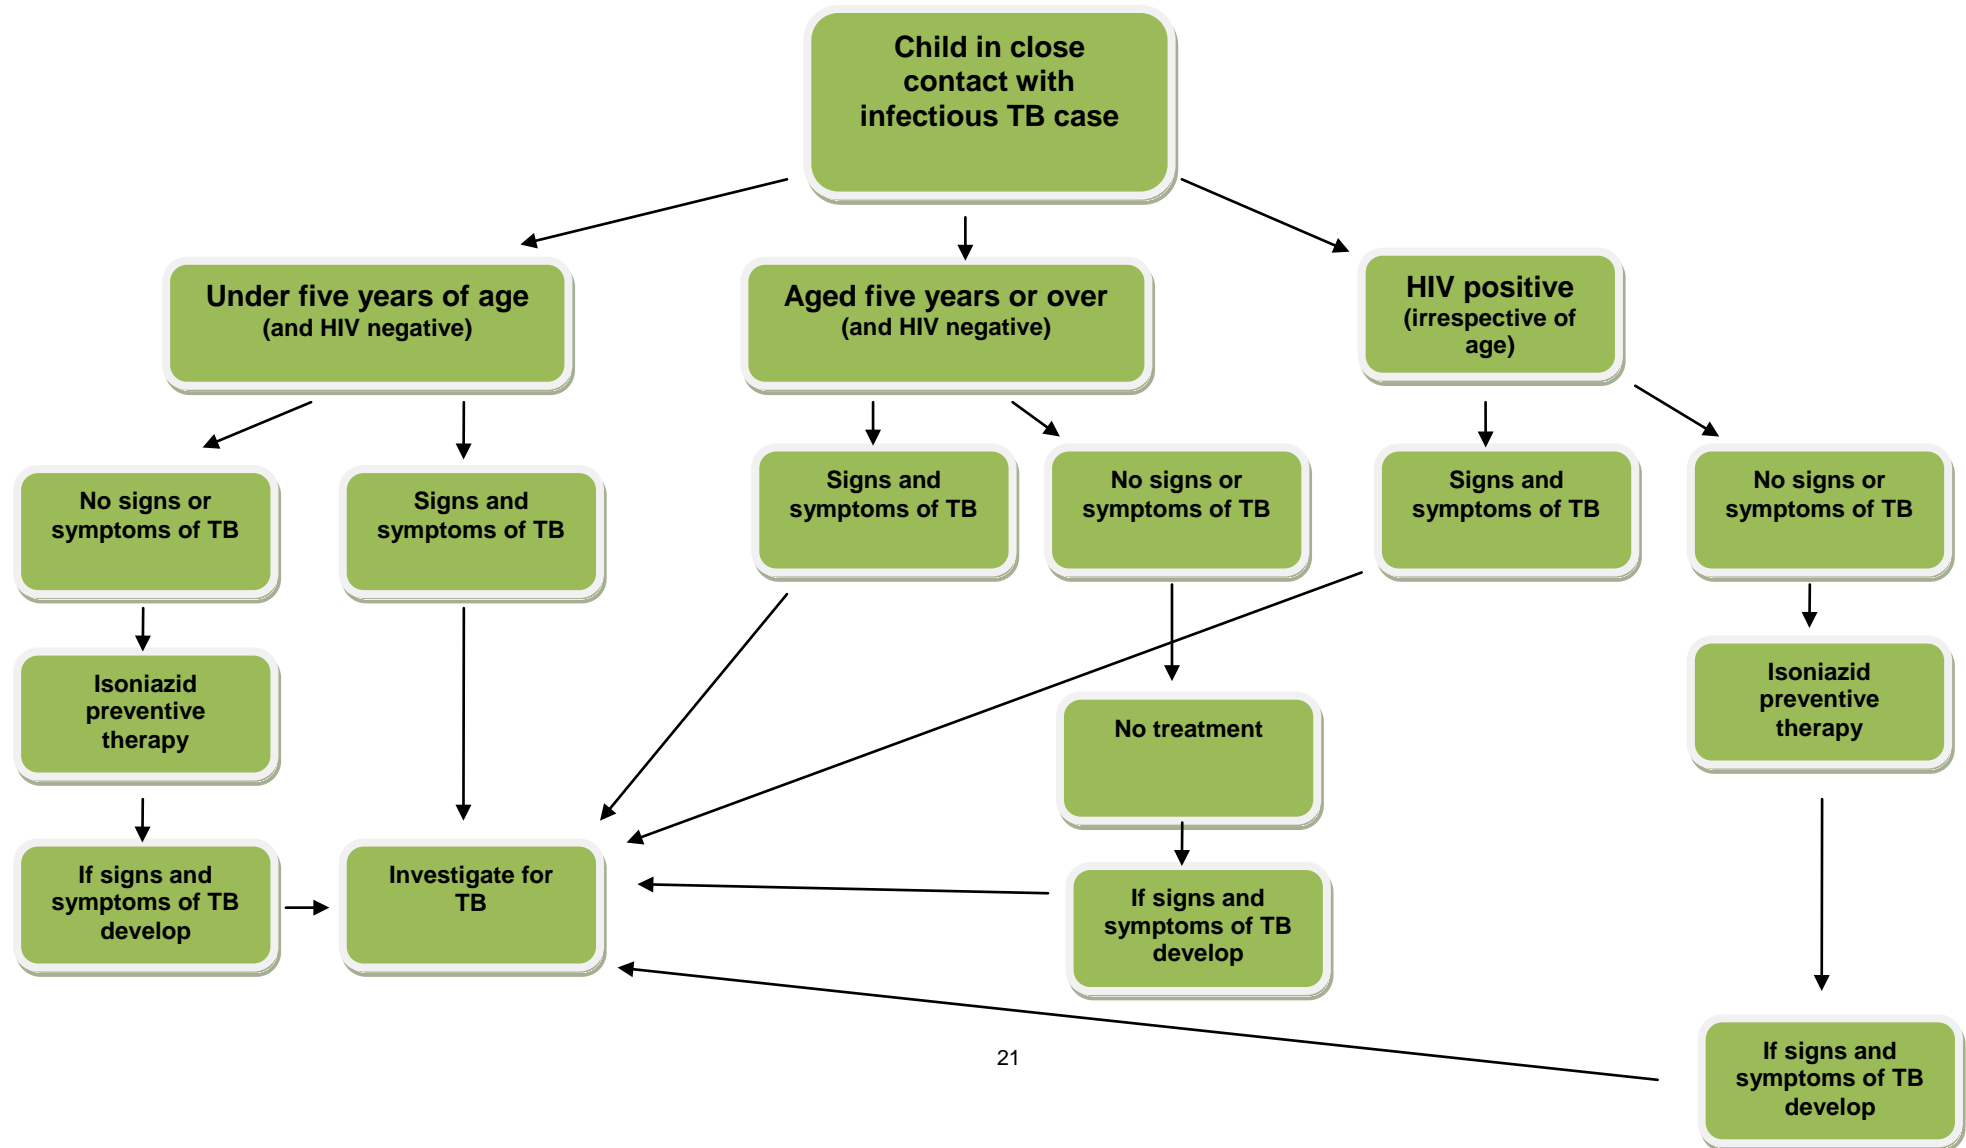 Child in close
contact with
infectious TB case
Under five years of age
(and HIV negative)
Aged five years or over
(and HIV negative)
HIV positive
(irrespective of
age)
No signs or
symptoms of TB
Signs and
symptoms of TB
Signs and
symptoms of TB
No signs or
symptoms of TB
Signs and
symptoms of TB
No signs or
symptoms of TB
Isoniazid
preventive
therapy
No treatment
Isoniazid
preventive
therapy
If signs and
symptoms of TB
develop
Investigate for
TB
If signs and
symptoms of TB
develop
If signs and
symptoms of TB
develop
21